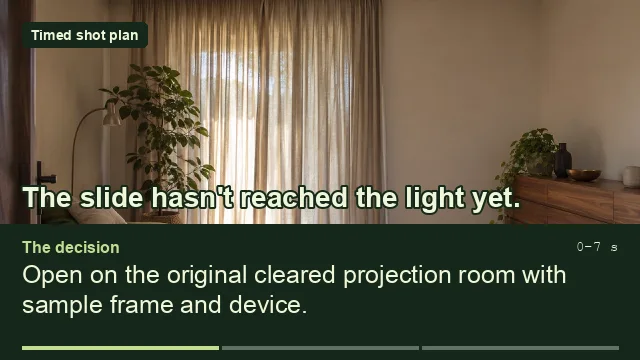 Timed shot plan
The slide hasn't reached the light yet.
The decision
0–7 s
Open on the original cleared projection room with
sample frame and device.